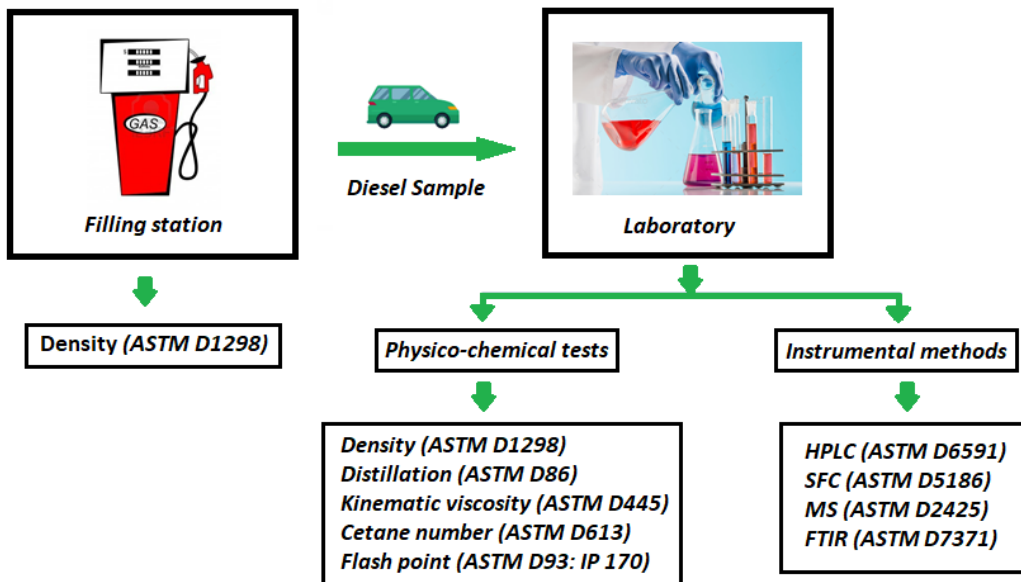 GAS
Filling station
Diesel Sample
Laboratory
Density (ASTM D1298)
Physico-chemical tests
Instrumental methods
Density (ASTM D1298)
Distillation (ASTM D86)
Kinematic viscosity (ASTM D445)
Cetane number (ASTM D613)
Flash point (ASTM D93: IP 170)
HPLC (ASTM D6591)
SFC (ASTM D5186)
MS (ASTM D2425)
FTIR (ASTM D7371)